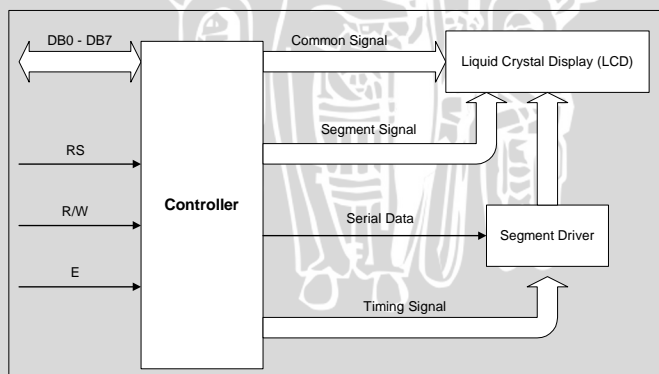 DB0 - DB7
Common Signal
Liquid Crystal Display (LCD)
Segment Signal
RS
Controller
R/W
Serial Data
Segment Driver
E
Timing Signal